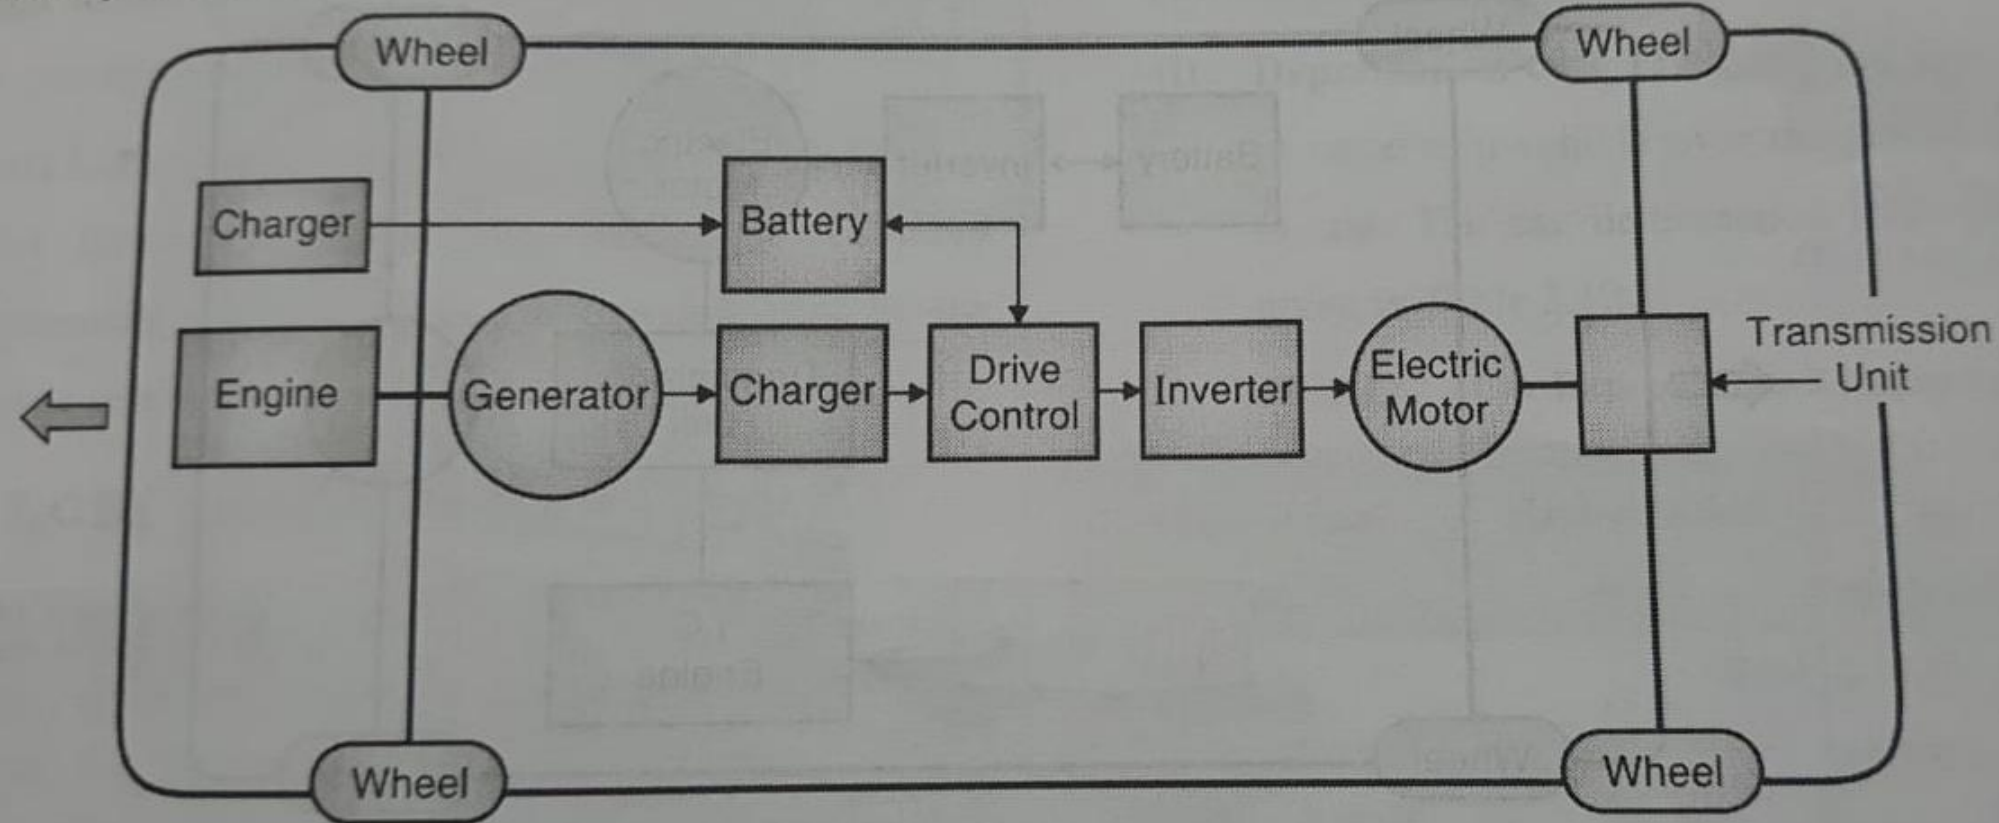 Wheel
Wheel
Charger
Battery
Engine
Generator
Charger
Drive
Control
Inverter
Electric
Motor
Transmission
Unit
Wheel
Wheel